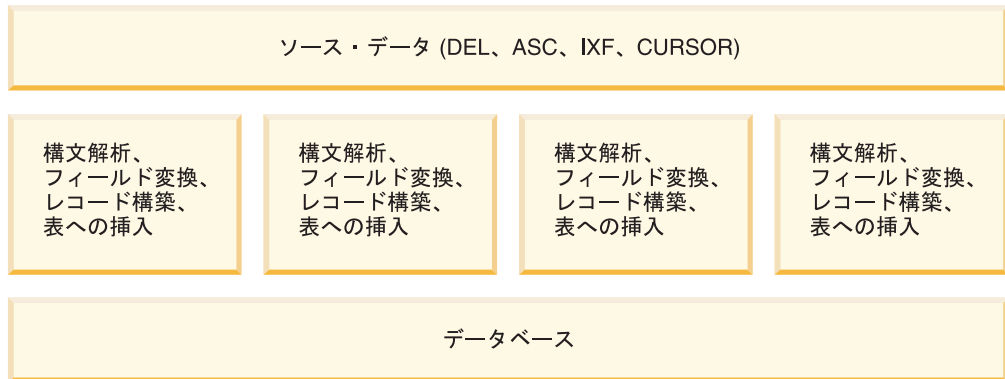 ソース・データ (DEL、ASC、IXF、CURSOR)
構文解析、
フィールド変換、
レコード構築、
表への挿入
構文解析、
フィールド変換、
レコード構築、
表への挿入
構文解析、
フィールド変換、
レコード構築、
表への挿入
構文解析、
フィールド変換、
レコード構築、
表への挿入
データベース